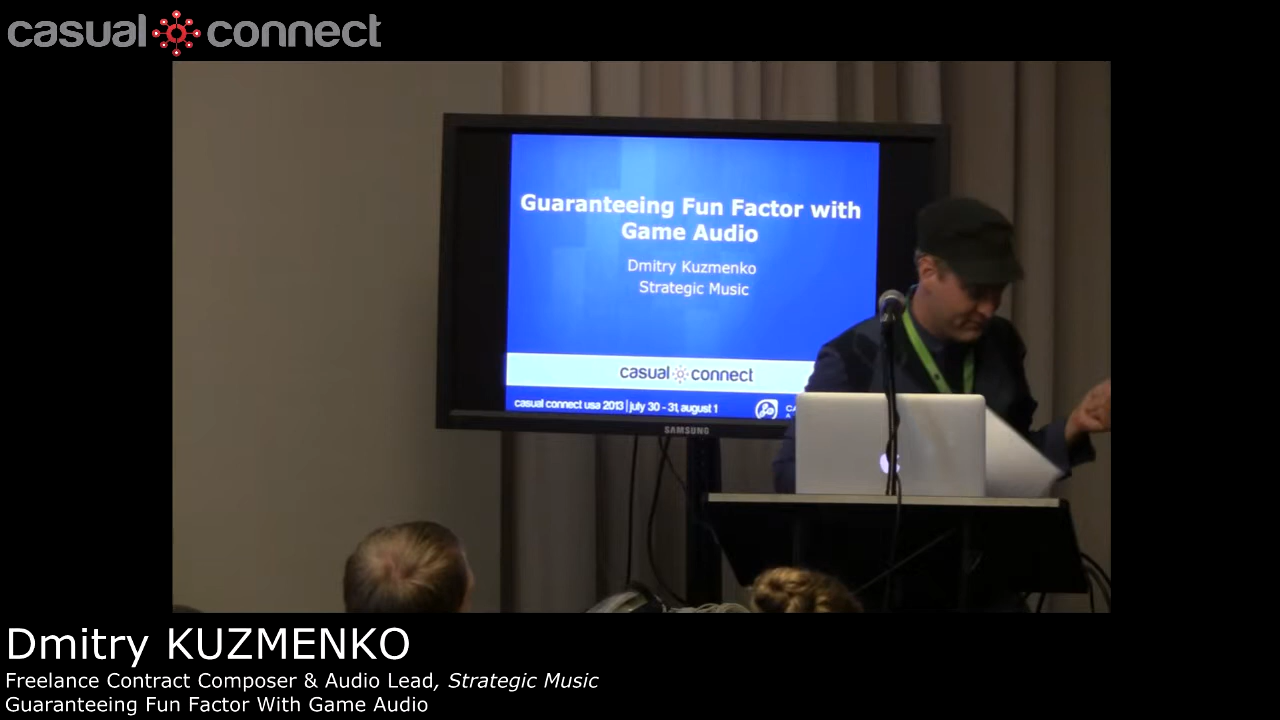 casual connect
Guaranteeing Fun Factor with
Game Audio
Dmitry Kuzmenko
Strategic Music
casual connect
casual connect usa 2013 | july 30 - 31, august 1
SAMSUNG
Dmitry KUZMENKO
Freelance Contract Composer & Audio Lead, Strategic Music
Guaranteeing Fun Factor With Game Audio